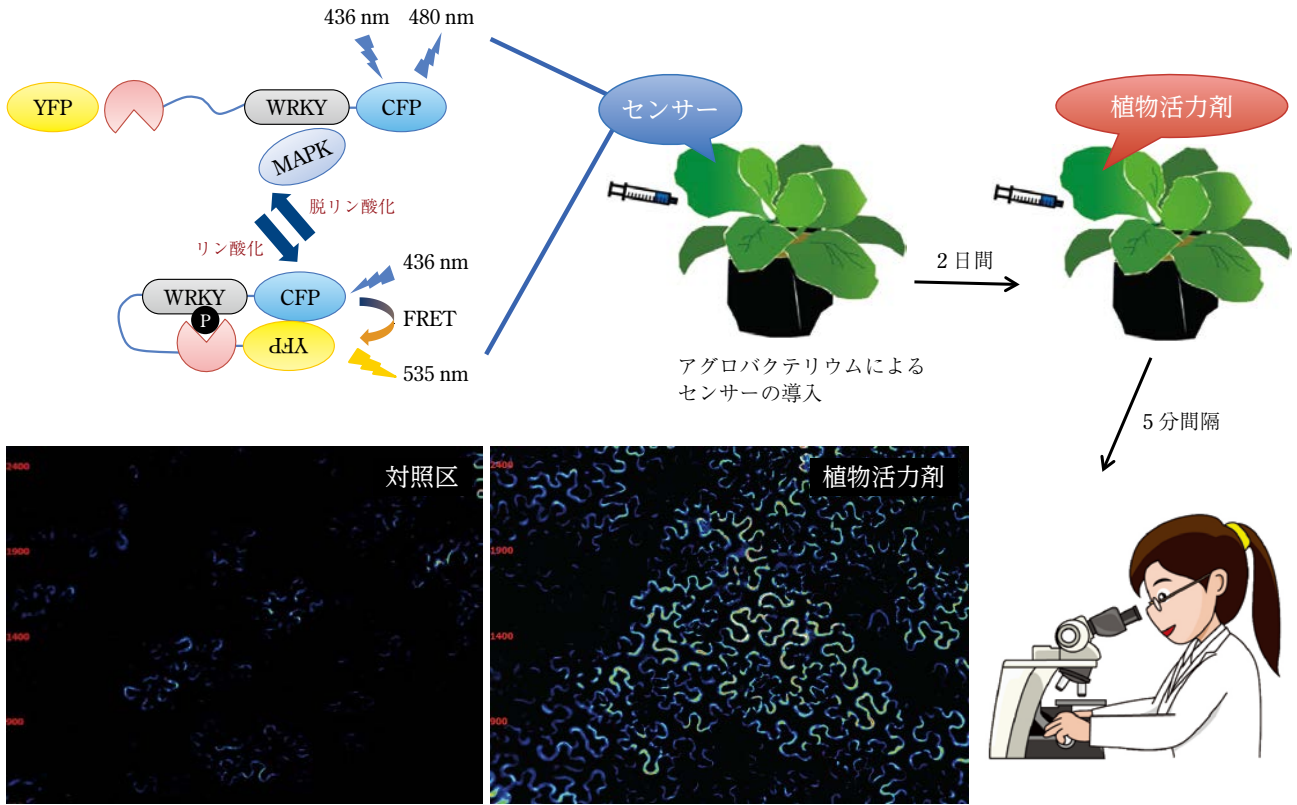 436 nm
480 nm
YFP
WRKY
CFP
MAPK
脱リン酸化
リン酸化
WRKY
CFP
P
YFP
436 nm
FRET
535 nm
センサー
植物活力剤
2日間
アグロバクテリウムによる
センサーの導入
5分間隔
対照区
2400
1900
1400
900
植物活力剤
2400
1900
1400
900